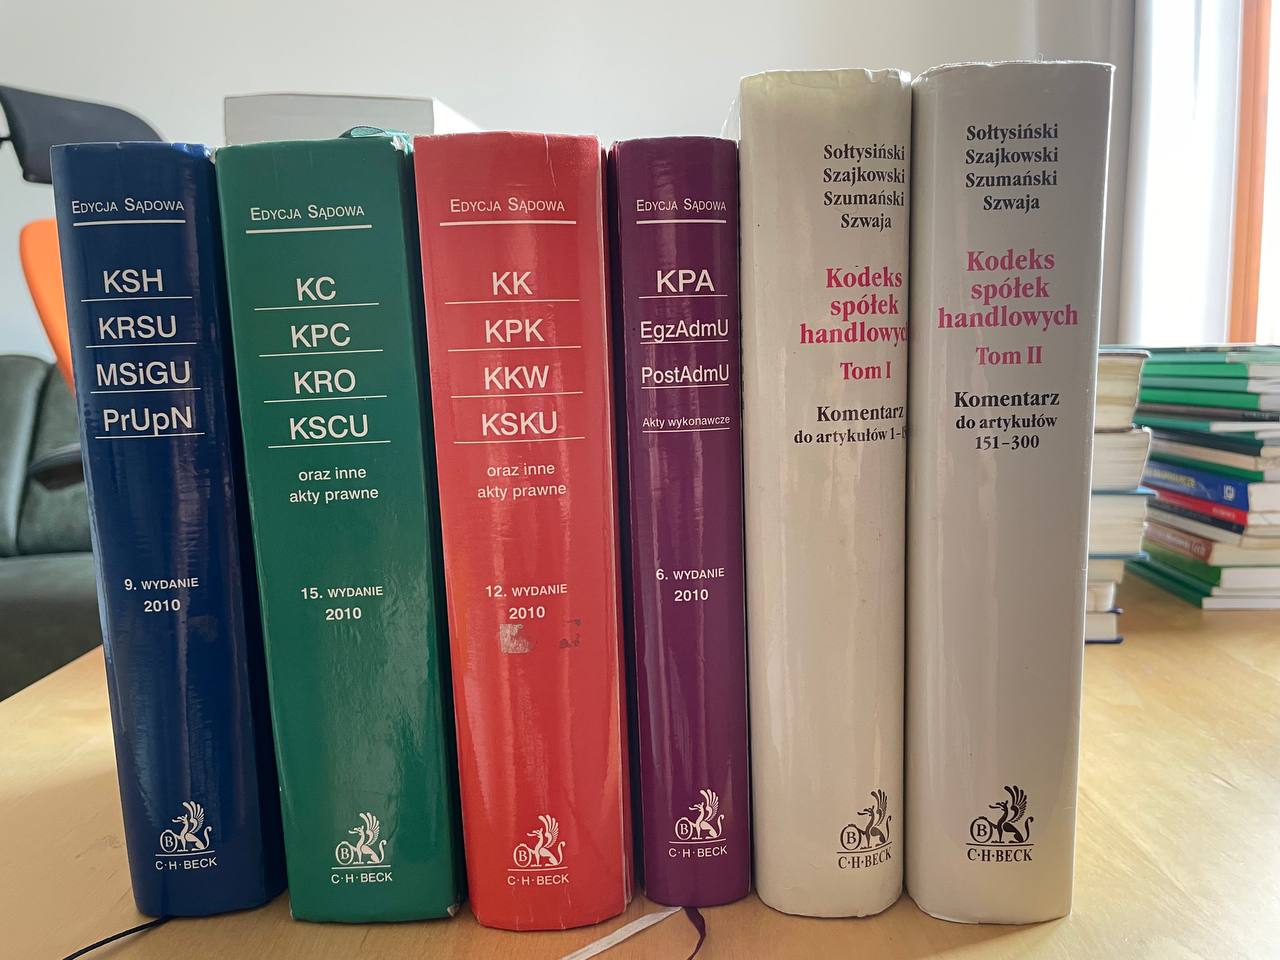 EDYCJA SĄDOWA
KSH
KRSU
MSiGU
PrUpN
9. WYDANIE
2010
B
C·H·BECK
EDYCJA SĄDOWA
KC
KPC
KRO
KSCU
oraz inne
akty prawne
15. WYDANIE
2010
B
C·H·BECK
EDYCJA SĄDOWA
KK
KPK
KKW
KSKU
oraz inne
akty prawne
12. WYDANIE
2010
B
C·H·BECK
EDYCJA SĄDOWA
KPA
EgzAdmU
PostAdmU
Akty wykonawcze
6. WYDANIE
2010
B
C·H·BECK
Sołtysiński
Szajkowski
Szumański
Szwaja
Kodeks
spółek
handlowyc
Tom I
Komentarz
do artykułów 1–
B
C·H·BECK
Sołtysiński
Szajkowski
Szumański
Szwaja
Kodeks
spółek
handlowych
Tom II
Komentarz
do artykułów
151–300
B
C·H·BECK